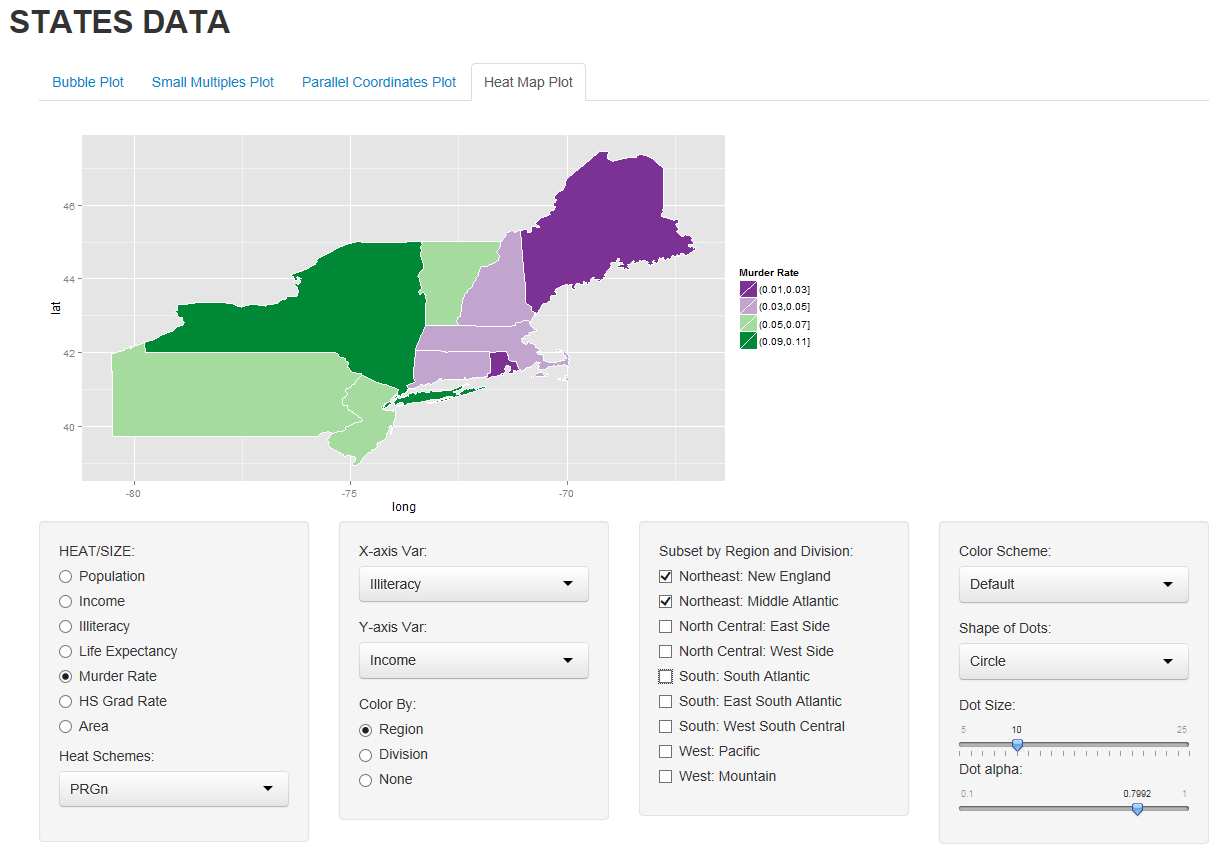 STATES DATA
Bubble Plot Small Multiples Plot Parallel Coordinates Plot Heat Map Plot
46
44
42
40
lat
-80 -75 -70
long
Murder Rate
(0.01,0.03]
(0.03,0.05]
(0.05,0.07]
(0.09,0.11]
HEAT/SIZE:
Population
Income
Illiteracy
Life Expectancy
Murder Rate
HS Grad Rate
Area
Heat Schemes:
PRGn
X-axis Var:
Illiteracy
Y-axis Var:
Income
Color By:
Region
Division
None
Subset by Region and Division:
Northeast: New England
Northeast: Middle Atlantic
North Central: East Side
North Central: West Side
South: South Atlantic
South: East South Atlantic
South: West South Central
West: Pacific
West: Mountain
Color Scheme:
Default
Shape of Dots:
Circle
Dot Size:
5 10 25
Dot alpha:
0.1 0.7992 1